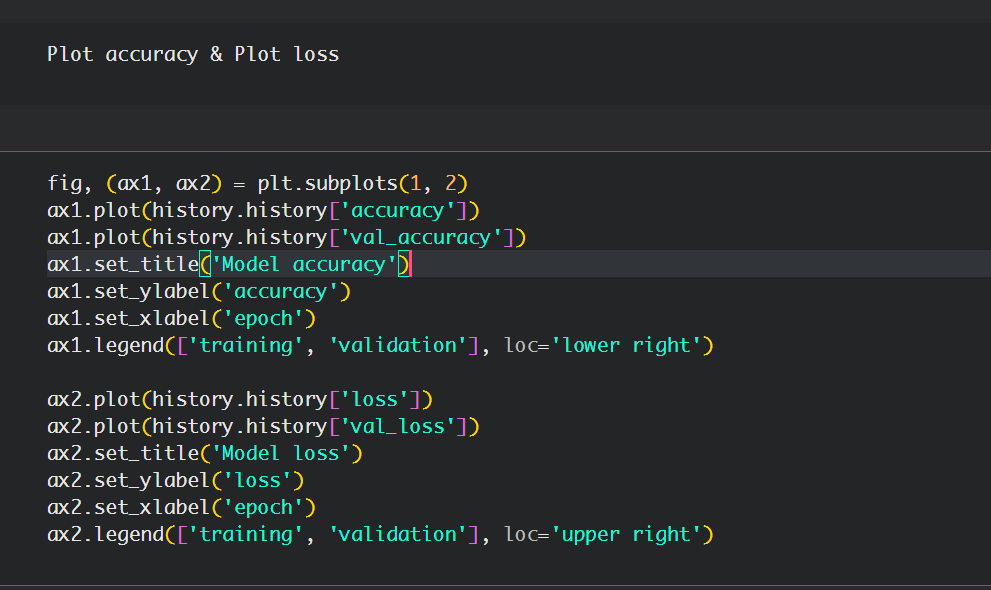 Plot accuracy & Plot loss
fig, (ax1, ax2) = plt.subplots(1, 2)
ax1.plot(history.history['accuracy'])
ax1.plot(history.history['val_accuracy'])
ax1.set_title('Model accuracy')
ax1.set_ylabel('accuracy')
ax1.set_xlabel('epoch')
ax1.legend(['training', 'validation'], loc='lower right')
ax2.plot(history.history['loss'])
ax2.plot(history.history['val_loss'])
ax2.set_title('Model loss')
ax2.set_ylabel('loss')
ax2.set_xlabel('epoch')
ax2.legend(['training', 'validation'], loc='upper right')